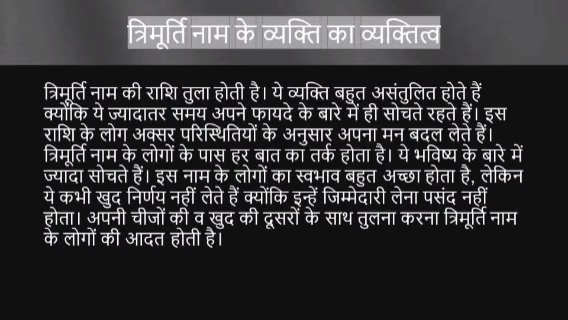 त्रिमूर्ति नाम के व्यक्ति का व्यक्तित्व
त्रिमूर्ति नाम की राशि तुला होती है। ये व्यक्ति बहुत असंतुलित होते हैं
क्योंकि ये ज्यादातर समय अपने फायदे के बारे में ही सोचते रहते हैं। इस
राशि के लोग अक्सर परिस्थितियों के अनुसार अपना मन बदल लेते हैं।
त्रिमूर्ति नाम के लोगों के पास हर बात का तर्क होता है। ये भविष्य के बारे में
ज्यादा सोचते हैं। इस नाम के लोगों का स्वभाव बहुत अच्छा होता है, लेकिन
ये कभी खुद निर्णय नहीं लेते हैं क्योंकि इन्हें जिम्मेदारी लेना पसंद नहीं
होता। अपनी चीजों की व खुद की दूसरों के साथ तुलना करना त्रिमूर्ति नाम
के लोगों की आदत होती है।